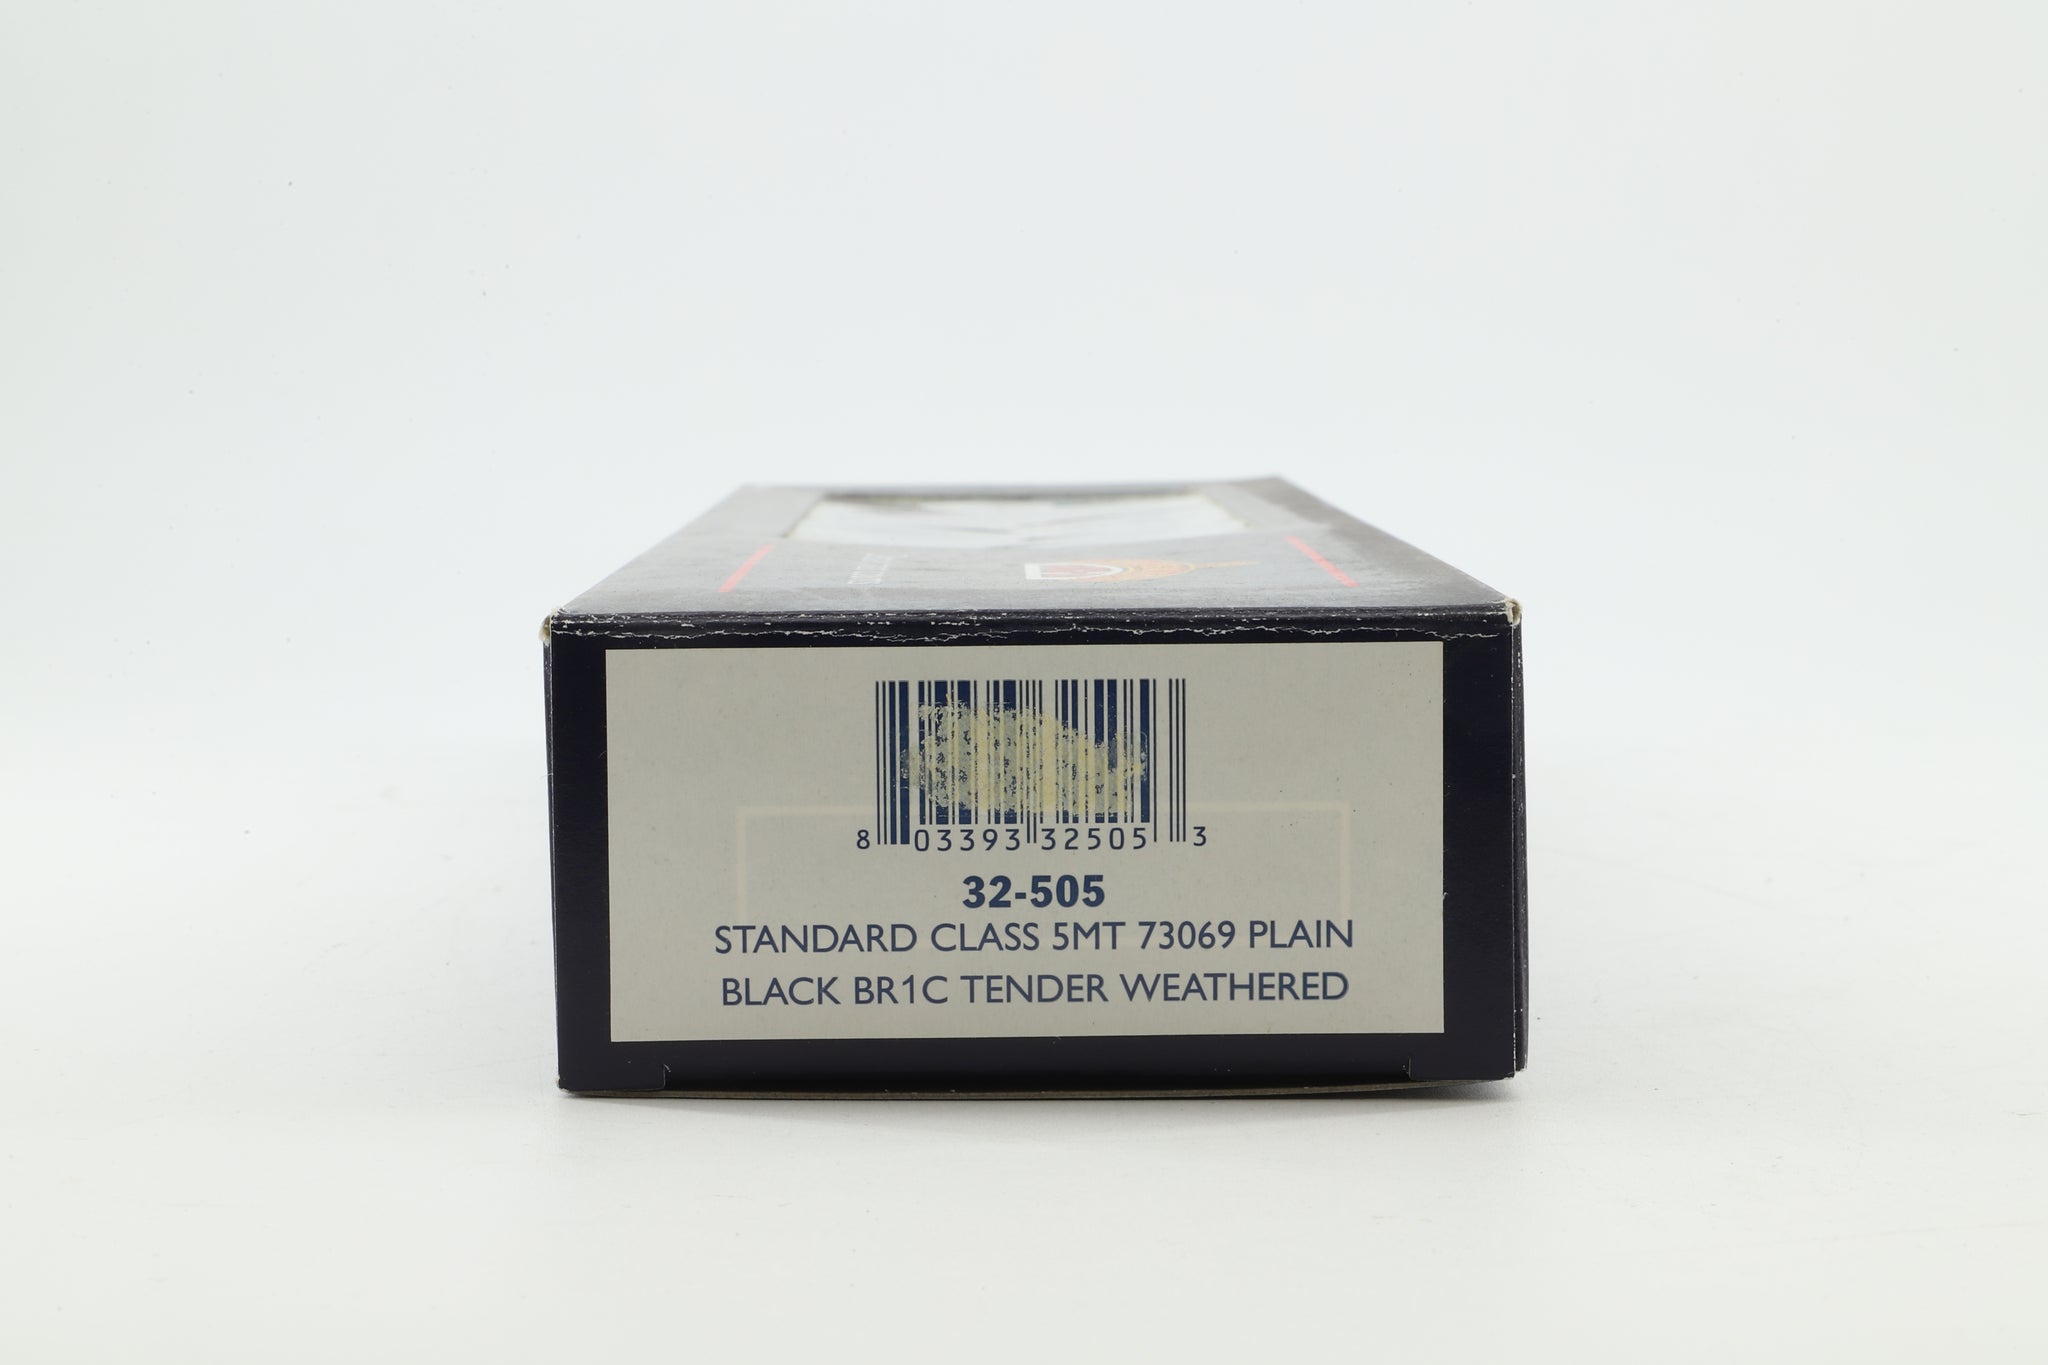 8 03393 32505 3
32-505
STANDARD CLASS 5MT 73069 PLAIN
BLACK BR1C TENDER WEATHERED